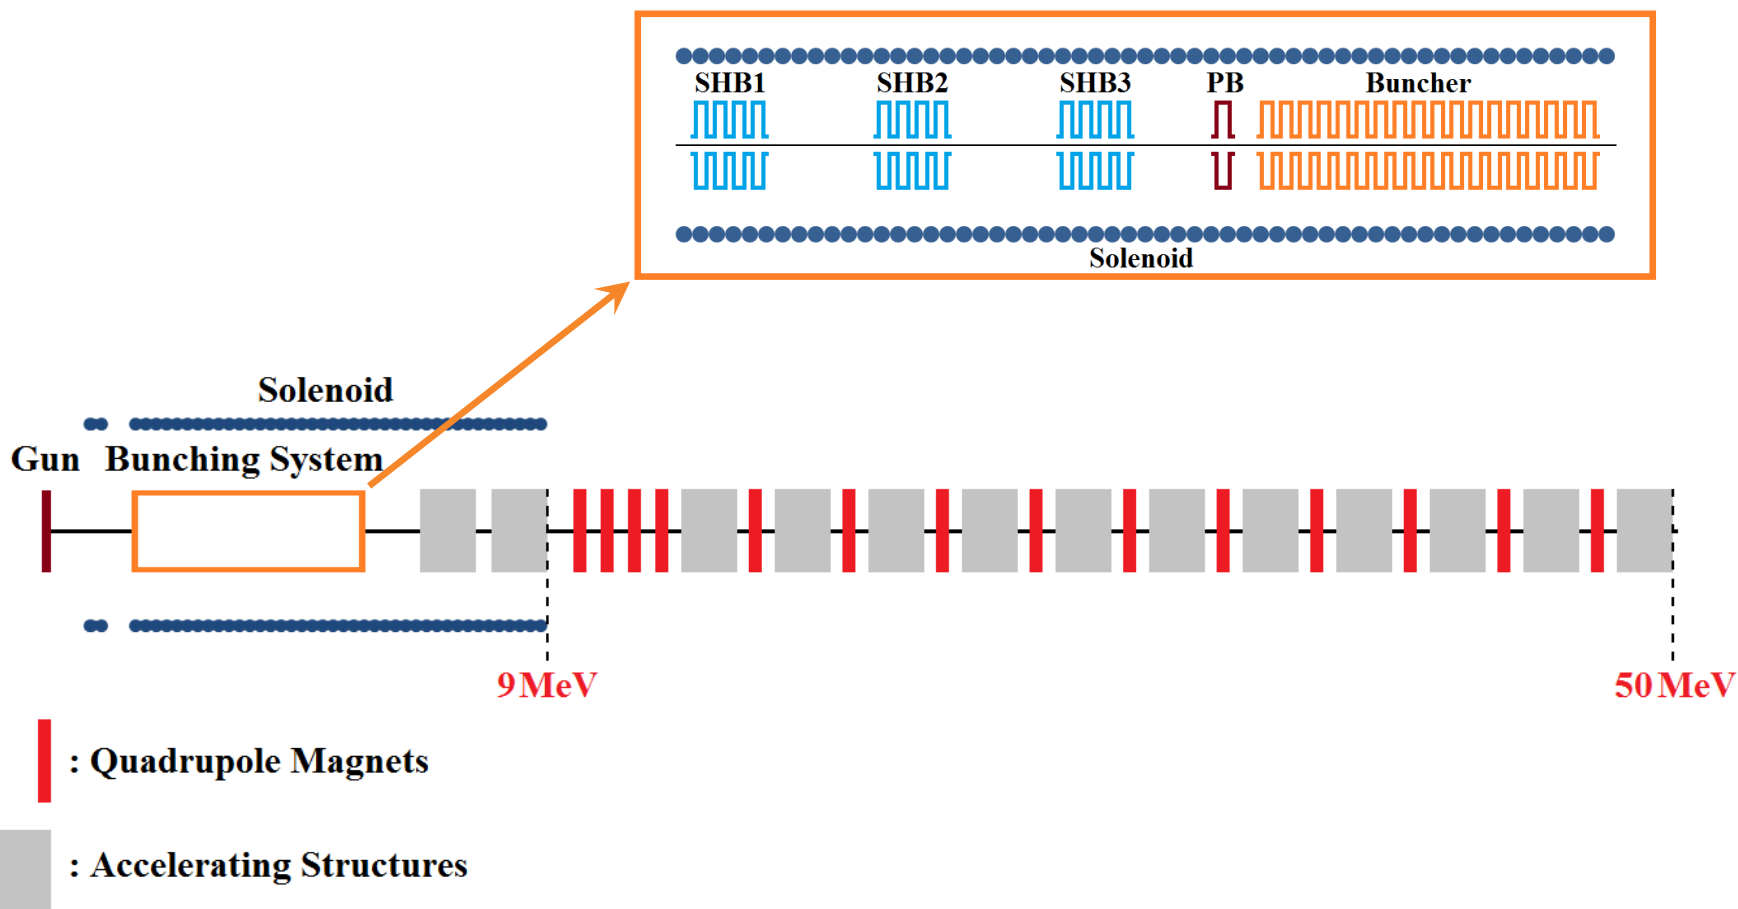 SHB1 SHB2 SHB3 PB Buncher
Solenoid
Solenoid
Gun Bunching System
9 MeV 50 MeV
: Quadrupole Magnets
: Accelerating Structures